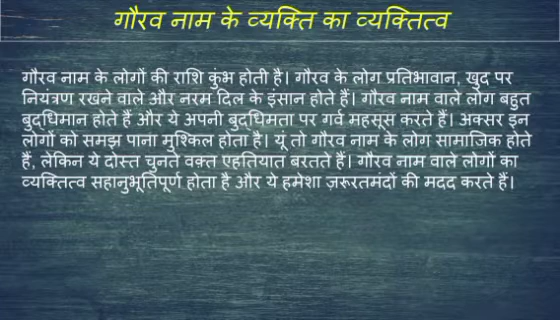 गौरव नाम के व्यक्ति का व्यक्तित्व
गौरव नाम के लोगों की राशि कुंभ होती है। गौरव के लोग प्रतिभावान, खुद पर
नियंत्रण रखने वाले और नरम दिल के इंसान होते हैं। गौरव नाम वाले लोग बहुत
बुद्धिमान होते हैं और ये अपनी बुद्धिमता पर गर्व महसूस करते हैं। अक्सर इन
लोगों को समझ पाना मुश्किल होता है। यूं तो गौरव नाम के लोग सामाजिक होते
हैं, लेकिन ये दोस्त चुनते वक्त एहतियात बरतते हैं। गौरव नाम वाले लोगों का
व्यक्तित्व सहानुभूतिपूर्ण होता है और ये हमेशा ज़रूरतमंदों की मदद करते हैं।